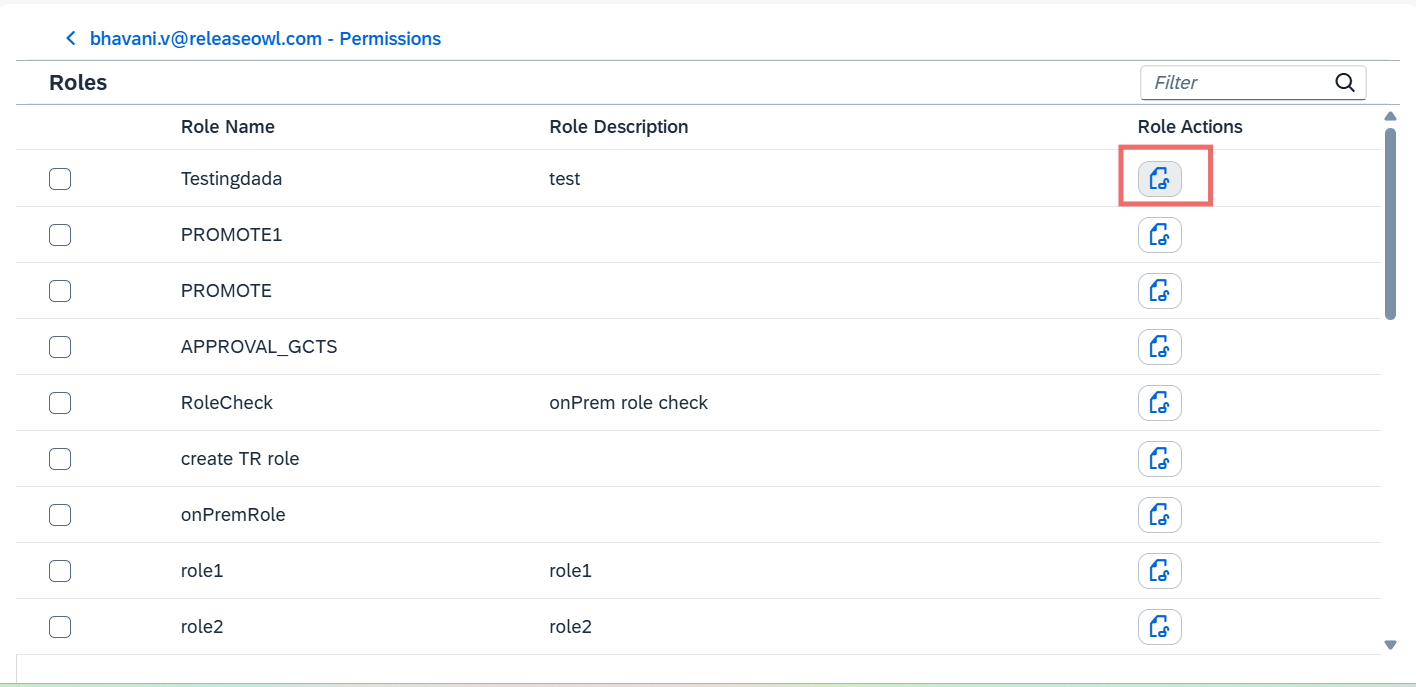 bhavani.v@releaseowl.com - Permissions
Roles Filter
Role Name Role Description Role Actions
Testingdada test
PROMOTE1
PROMOTE
APPROVAL_GCTS
RoleCheck onPrem role check
create TR role
onPremRole
role1 role1
role2 role2